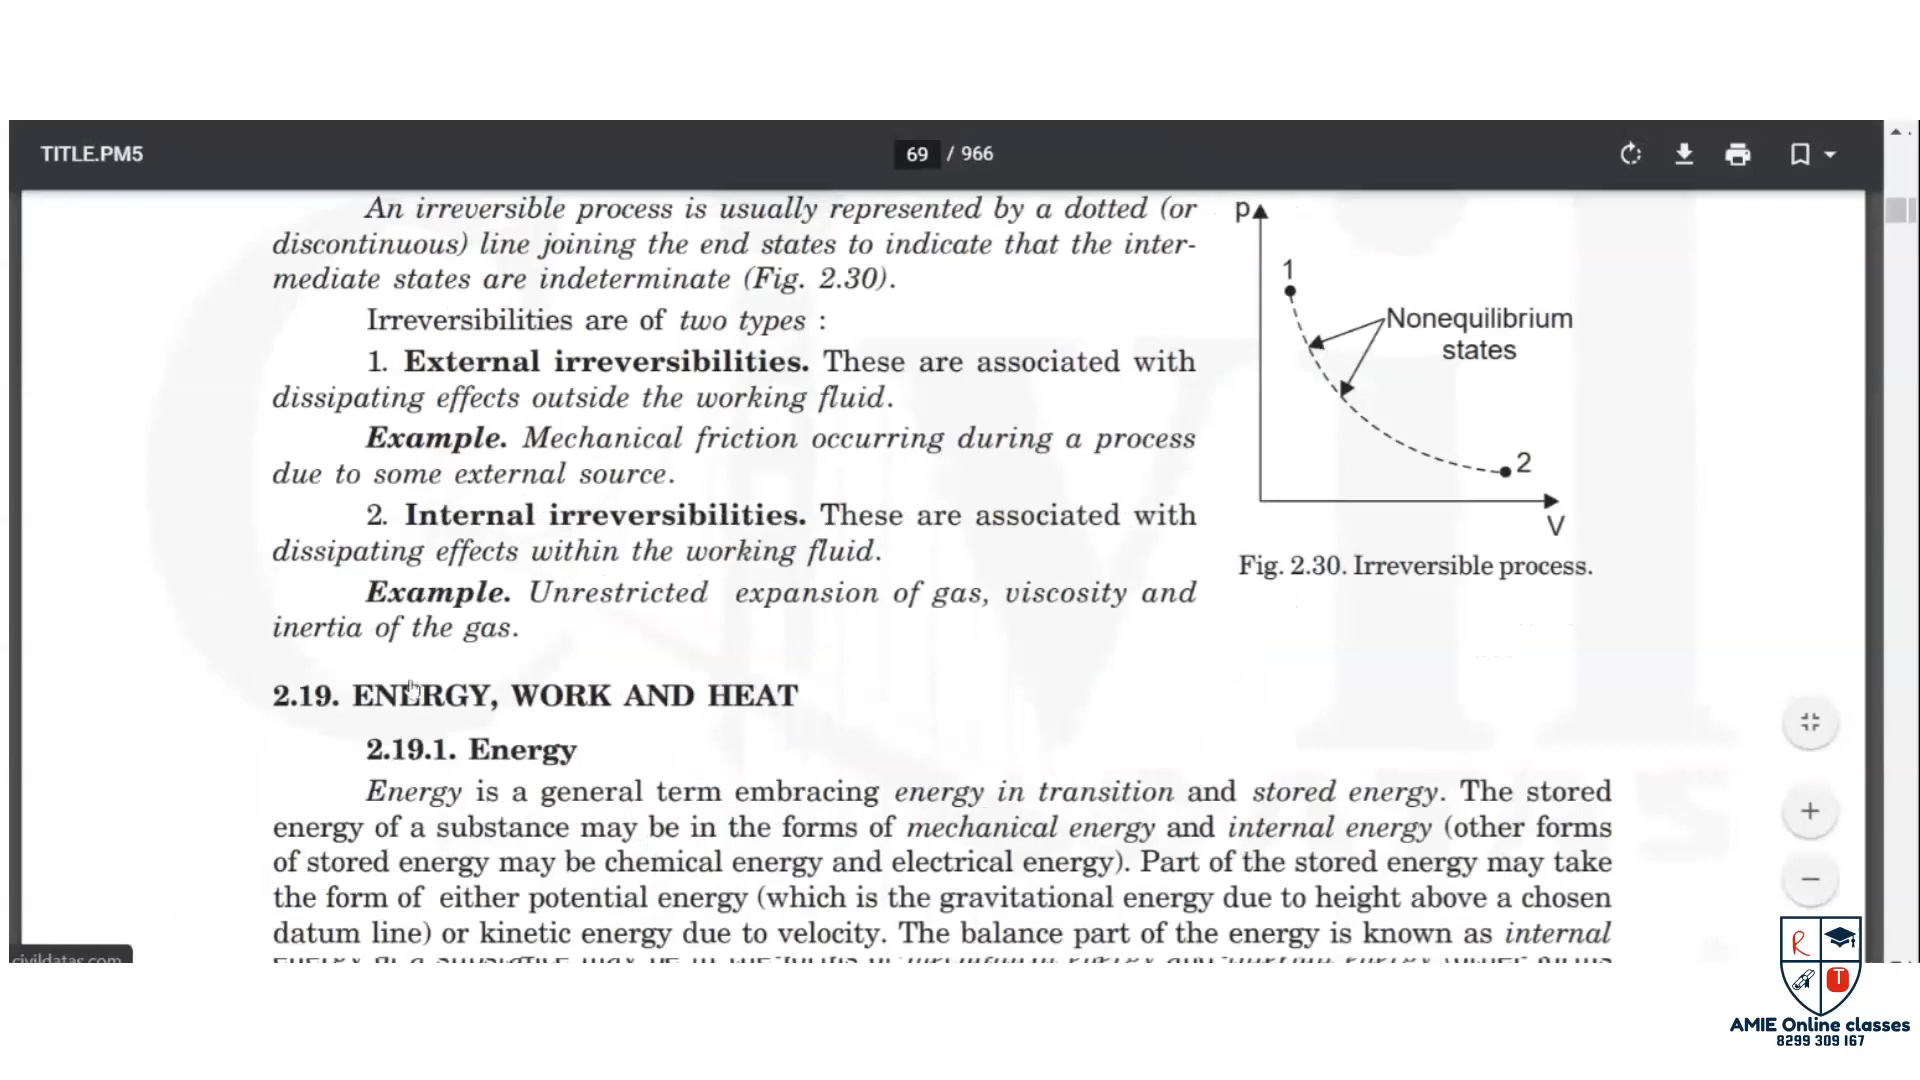 TITLE.PM5
69 / 966
An irreversible process is usually represented by a dotted (or
discontinuous) line joining the end states to indicate that the inter-
mediate states are indeterminate (Fig. 2.30).
Irreversibilities are of two types :
1. External irreversibilities. These are associated with
dissipating effects outside the working fluid.
Example. Mechanical friction occurring during a process
due to some external source.
2. Internal irreversibilities. These are associated with
dissipating effects within the working fluid.
Example. Unrestricted expansion of gas, viscosity and
inertia of the gas.
p
1
Nonequilibrium
states
2
V
Fig. 2.30. Irreversible process.
2.19. ENERGY, WORK AND HEAT
2.19.1. Energy
Energy is a general term embracing energy in transition and stored energy. The stored
energy of a substance may be in the forms of mechanical energy and internal energy (other forms
of stored energy may be chemical energy and electrical energy). Part of the stored energy may take
the form of either potential energy (which is the gravitational energy due to height above a chosen
datum line) or kinetic energy due to velocity. The balance part of the energy is known as internal
civildatas.com
R
T
AMIE Online classes
8299 309 167